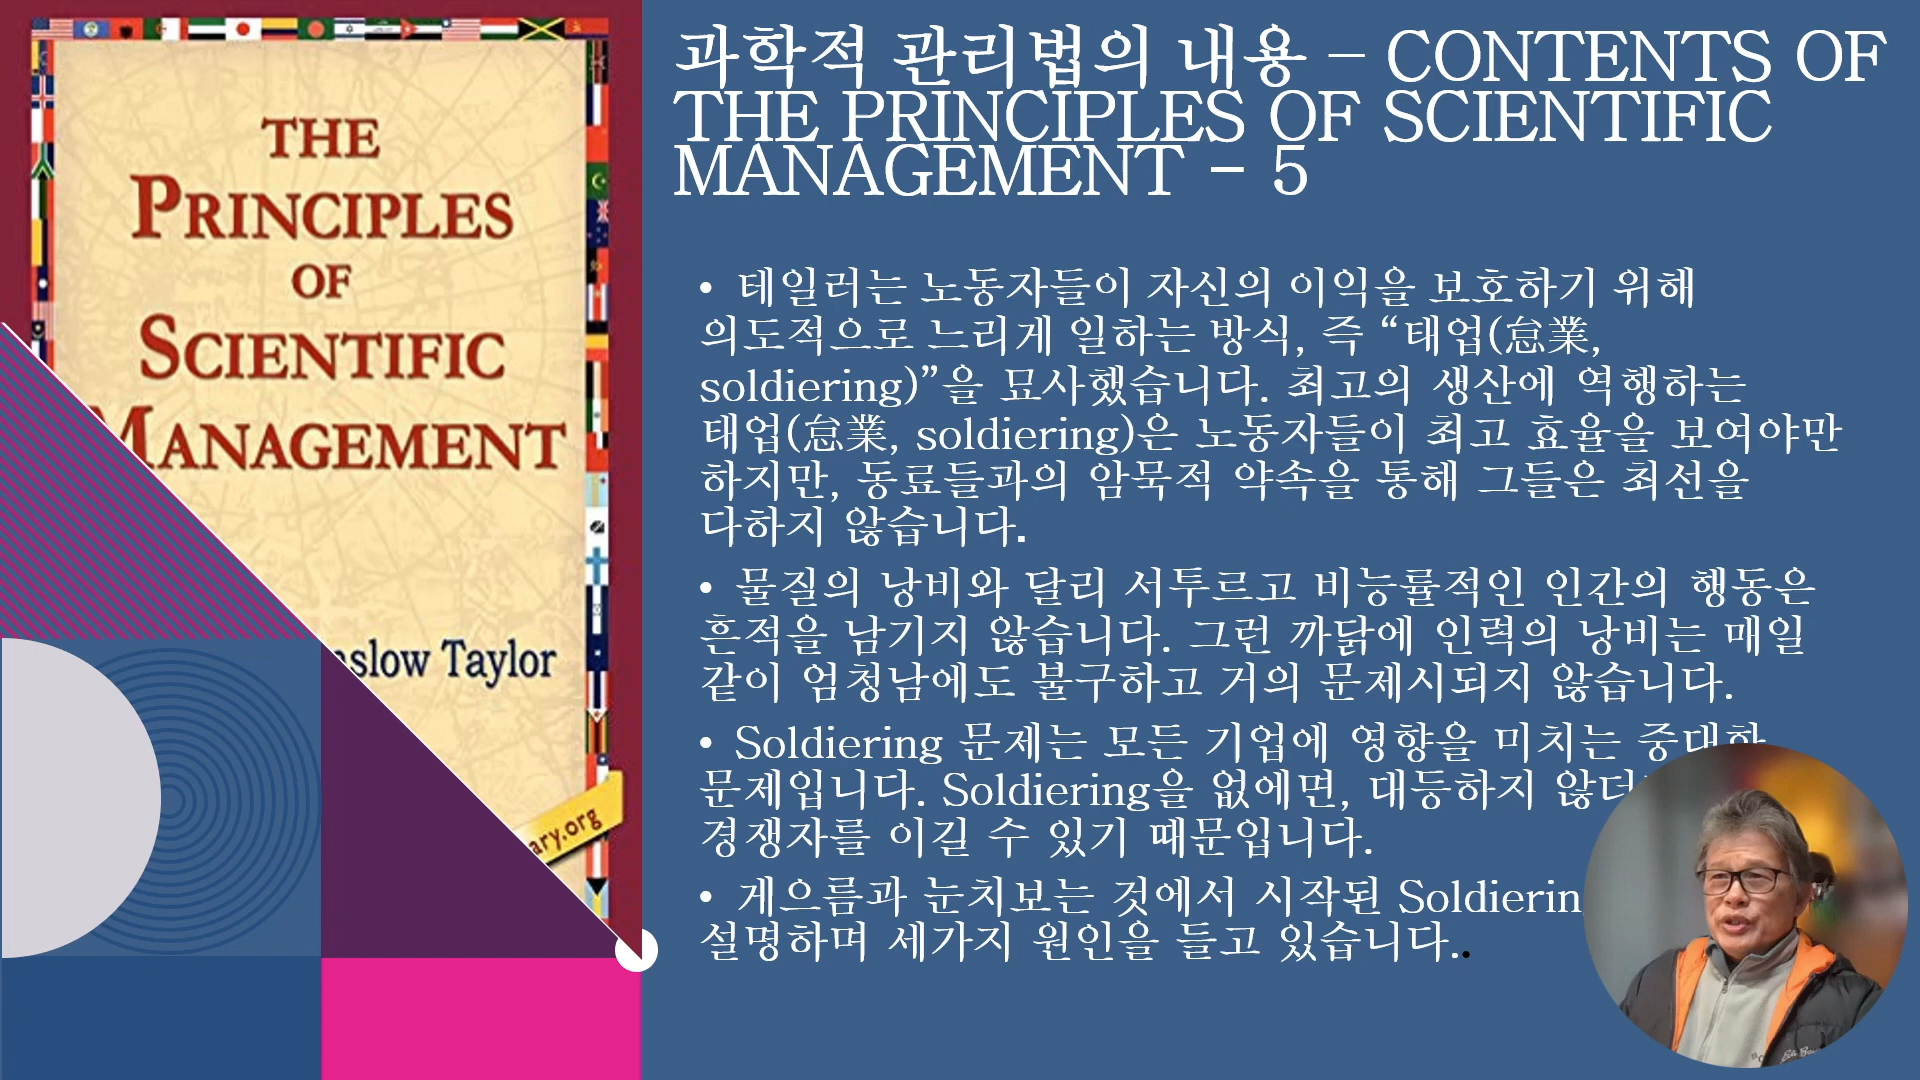 THE
PRINCIPLES
OF
SCIENTIFIC
MANAGEMENT
Taylor
과학적 관리법의 내용 – CONTENTS OF
THE PRINCIPLES OF SCIENTIFIC
MANAGEMENT – 5
• 테일러는 노동자들이 자신의 이익을 보호하기 위해
의도적으로 느리게 일하는 방식, 즉 “태업(怠業,
soldiering)”을 묘사했습니다. 최고의 생산에 역행하는
태업(怠業, soldiering)은 노동자들이 최고 효율을 보여야만
하지만, 동료들과의 암묵적 약속을 통해 그들은 최선을
다하지 않습니다.
• 물질의 낭비와 달리 서투르고 비능률적인 인간의 행동은
흔적을 남기지 않습니다. 그런 까닭에 인력의 낭비는 매일
같이 엄청남에도 불구하고 거의 문제시되지 않습니다.
• Soldiering 문제는 모든 기업에 영향을 미치는 중대한
문제입니다. Soldiering을 없에면, 대등하지 않더
경쟁자를 이길 수 있기 때문입니다.
• 게으름과 눈치보는 것에서 시작된 Soldierin
설명하며 세가지 원인을 들고 있습니다..